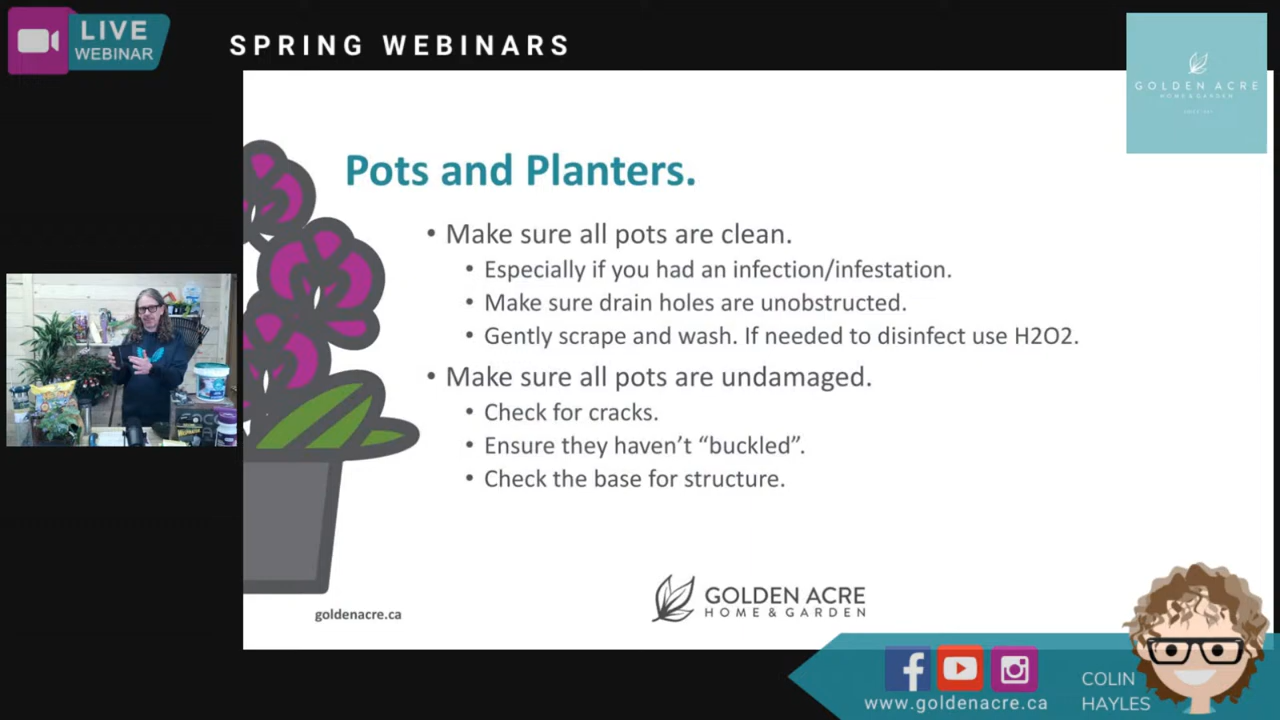 LIVE
WEBINAR
SPRING WEBINARS
GOLDEN ACRE
HOME & GARDEN
Pots and Planters.
• Make sure all pots are clean.
• Especially if you had an infection/infestation.
• Make sure drain holes are unobstructed.
• Gently scrape and wash. If needed to disinfect use H2O2.
• Make sure all pots are undamaged.
• Check for cracks.
• Ensure they haven’t “buckled”.
• Check the base for structure.
goldenacre.ca
GOLDEN ACRE
HOME & GARDEN
www.goldenacre.ca
COLIN
HAYLES